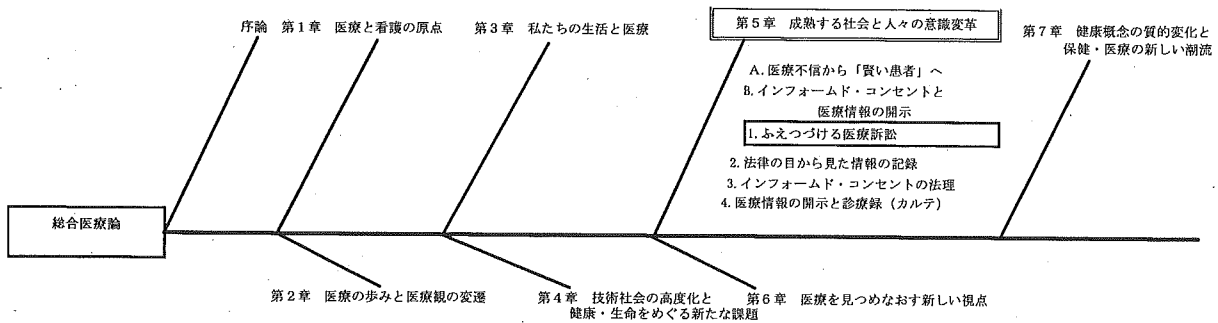 序論 第1章 医療と看護の原点
第3章 私たちの生活と医療
第5章 成熟する社会と人々の意識変革
第7章 健康概念の質的変化と
保健・医療の新しい潮流
A.医療不信から「賢い患者」へ
B.インフォームド・コンセントと
医療情報の開示
1.ふえつづける医療訴訟
2.法律の目から見た情報の記録
3.インフォームド・コンセントの法理
4.医療情報の開示と診療録(カルテ)
総合医療論
第2章 医療の歩みと医療観の変遷
第4章 技術社会の高度化と
健康・生命をめぐる新たな課題
第6章 医療を見つめなおす新しい視点